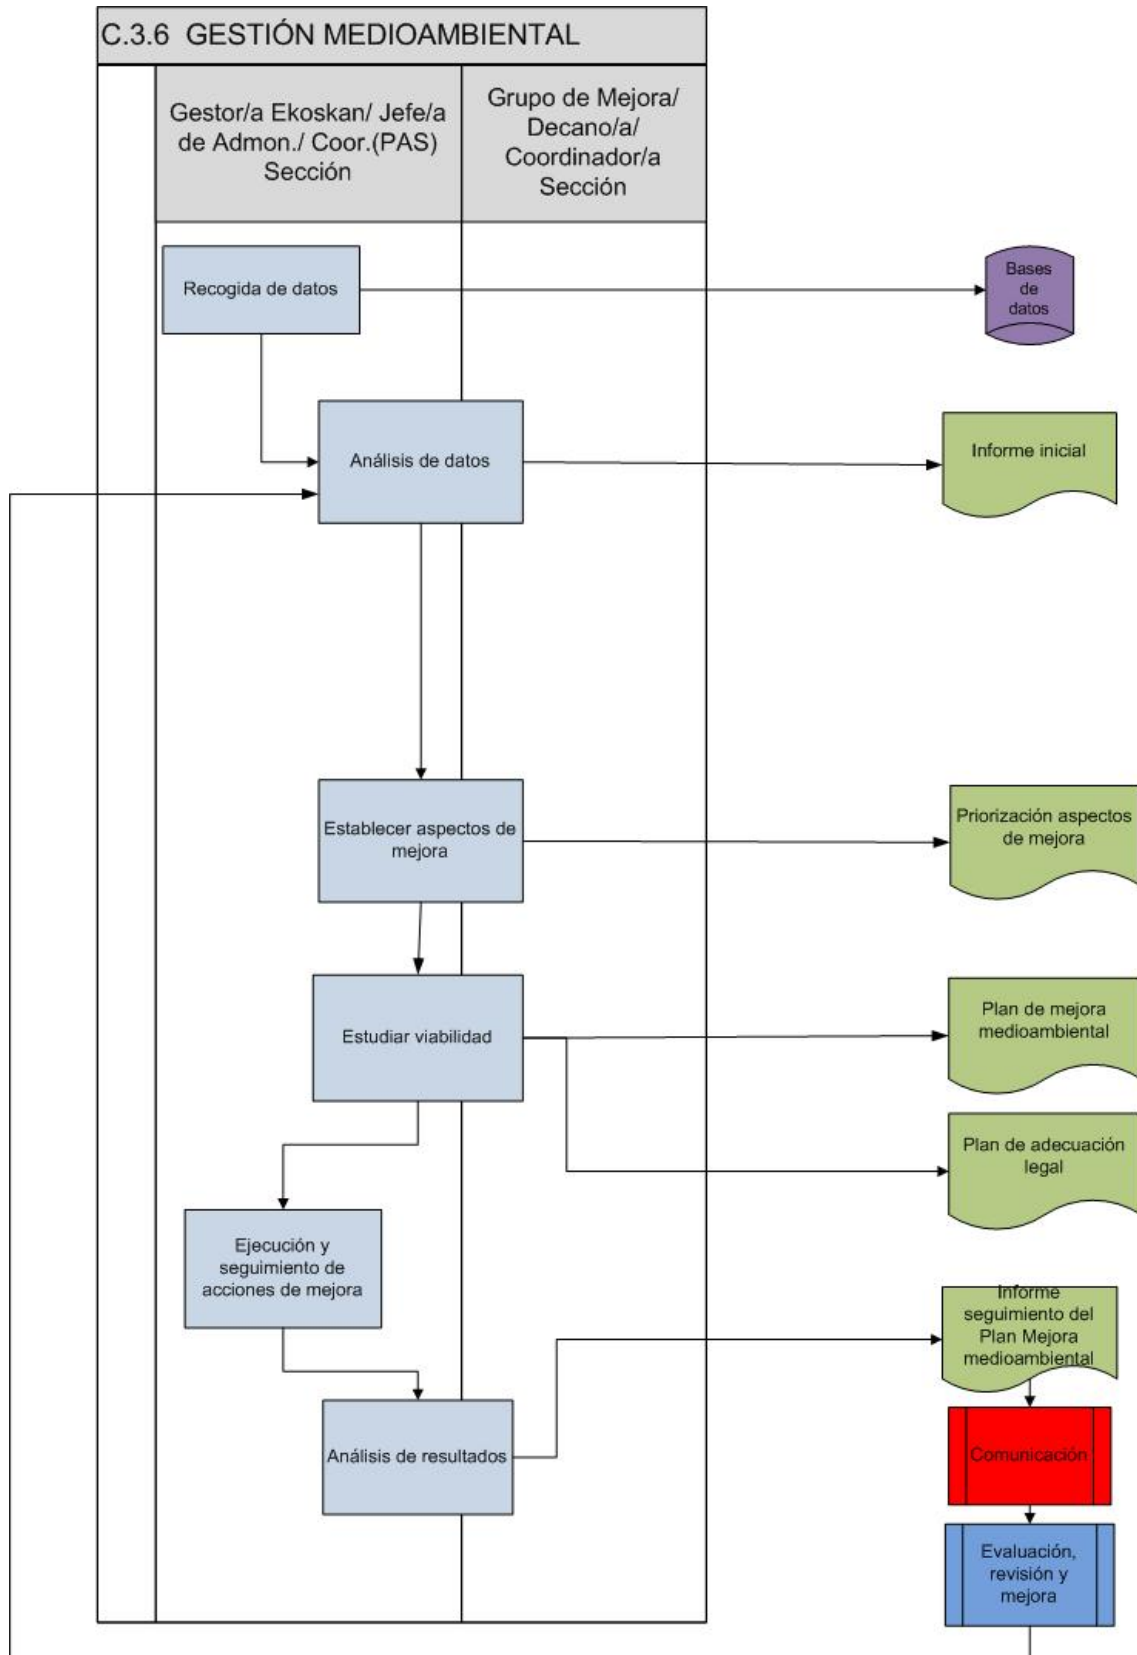 C.3.6 GESTIÓN MEDIOAMBIENTAL
Gestor/a Ekoskan/ Jefe/a
de Admon./ Coor.(PAS)
Sección
Grupo de Mejora/
Decano/a/
Coordinador/a
Sección
Recogida de datos
Bases
de
datos
Análisis de datos
Informe inicial
Establecer aspectos de
mejora
Priorización aspectos
de mejora
Estudiar viabilidad
Plan de mejora
medioambiental
Plan de adecuación
legal
Ejecución y
seguimiento de
acciones de mejora
Informe
seguimiento del
Plan Mejora
medioambiental
Análisis de resultados
Comunicación
Evaluación,
revisión y
mejora